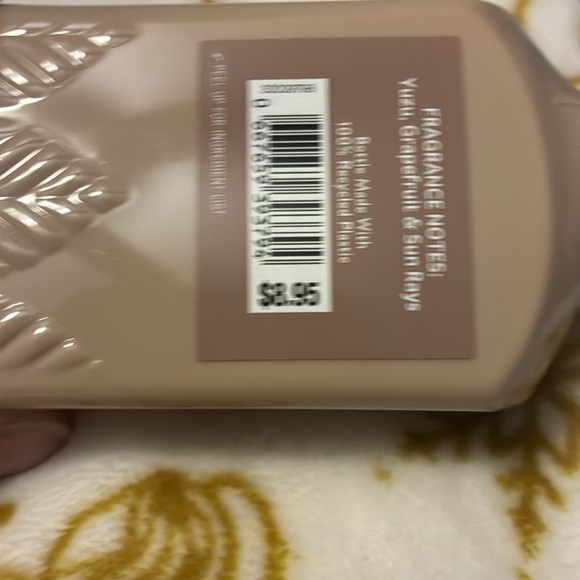 FRAGRANCE NOTES:
Yuzu, Grapefruit & Sun Rays
Bottle Made With
100% Recycled Plastic
$8.95
PEEL UP FOR INGREDIENT LIST